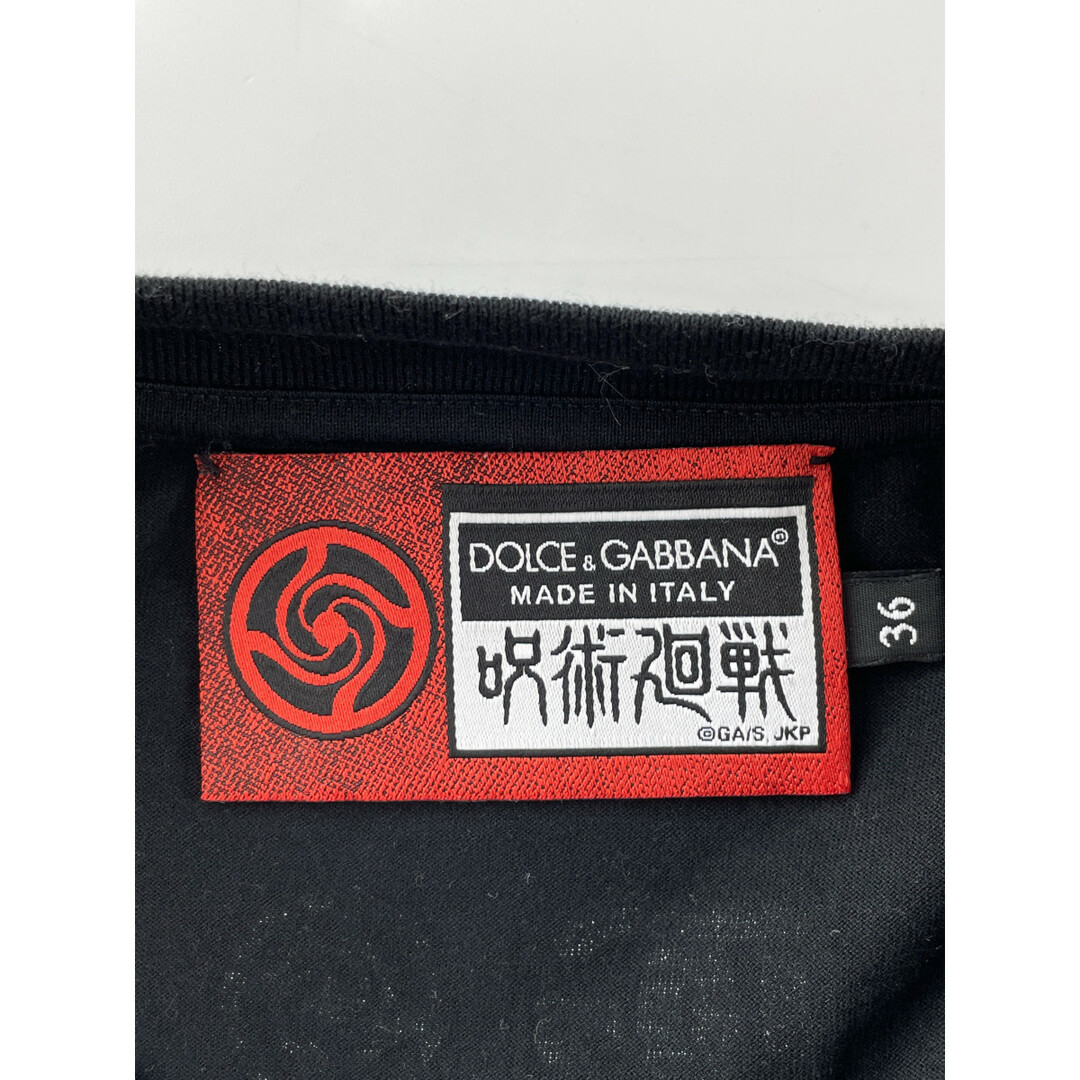 DOLCE & GABBANA®
MADE IN ITALY
呪術廻戦
©GA/S, JKP
36